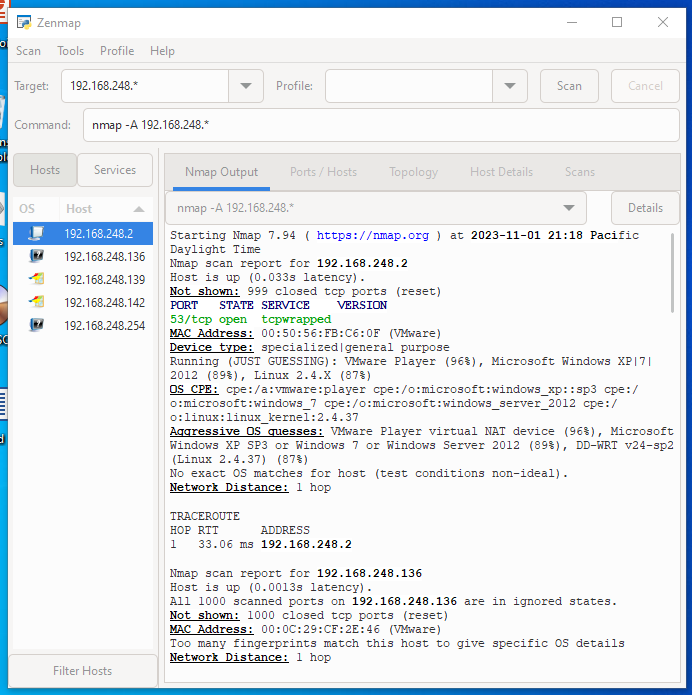 Zenmap
Scan Tools Profile Help
Target: 192.168.248.* Profile: Scan Cancel
Command: nmap -A 192.168.248.*
Hosts Services
OS Host
192.168.248.2
192.168.248.136
192.168.248.139
192.168.248.142
192.168.248.254
Filter Hosts
Nmap Output Ports / Hosts Topology Host Details Scans
nmap -A 192.168.248.* Details
Starting Nmap 7.94 ( https://nmap.org ) at 2023-11-01 21:18 Pacific
Daylight Time
Nmap scan report for 192.168.248.2
Host is up (0.033s latency).
Not shown: 999 closed tcp ports (reset)
PORT STATE SERVICE VERSION
53/tcp open tcpwrapped
MAC Address: 00:50:56:FB:C6:0F (VMware)
Device type: specialized|general purpose
Running (JUST GUESSING): VMware Player (96%), Microsoft Windows XP|7|
2012 (89%), Linux 2.4.X (87%)
OS CPE: cpe:/a:vmware:player cpe:/o:microsoft:windows_xp::sp3 cpe:/
o:microsoft:windows_7 cpe:/o:microsoft:windows_server_2012 cpe:/
o:linux:linux_kernel:2.4.37
Aggressive OS guesses: VMware Player virtual NAT device (96%), Microsoft
Windows XP SP3 or Windows 7 or Windows Server 2012 (89%), DD-WRT v24-sp2
(Linux 2.4.37) (87%)
No exact OS matches for host (test conditions non-ideal).
Network Distance: 1 hop
TRACEROUTE
HOP RTT ADDRESS
1 33.06 ms 192.168.248.2
Nmap scan report for 192.168.248.136
Host is up (0.0013s latency).
All 1000 scanned ports on 192.168.248.136 are in ignored states.
Not shown: 1000 closed tcp ports (reset)
MAC Address: 00:0C:29:CF:2E:46 (VMware)
Too many fingerprints match this host to give specific OS details
Network Distance: 1 hop